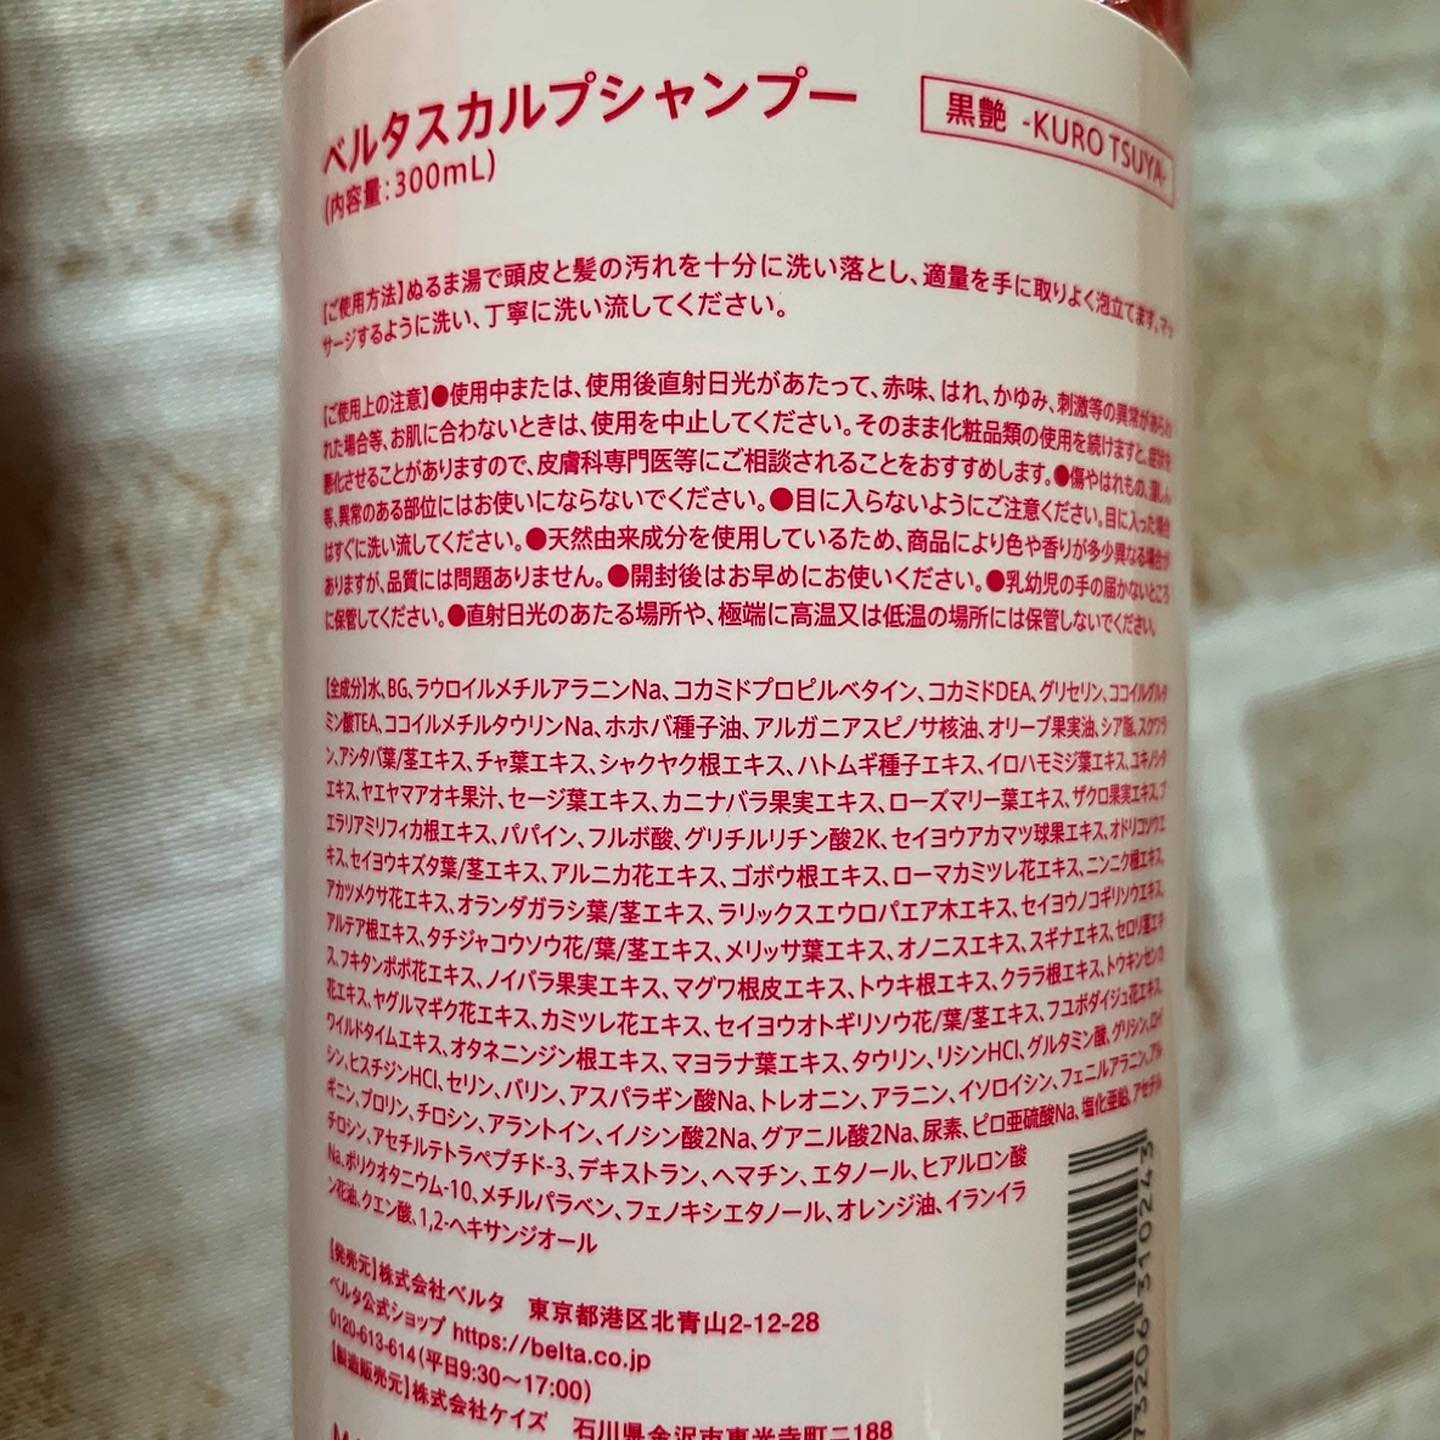 ベルタスカルプシャンプー
黒艶 -KURO TSUYA-
(内容量:300mL)
【ご使用方法】ぬるま湯で頭皮と髪の汚れを十分に洗い落とし、適量を手に取りよく泡立てます。マッ
サージするように洗い、丁寧に洗い流してください。
【ご使用上の注意】●使用中または、使用後直射日光があたって、赤味、はれ、かゆみ、刺激等の異常があらわ
れた場合等、お肌に合わないときは、使用を中止してください。そのまま化粧品類の使用を続けますと、症状を
悪化させることがありますので、皮膚科専門医等にご相談されることをおすすめします。●傷やはれもの、湿しん
等、異常のある部位にはお使いにならないでください。●目に入らないようにご注意ください。目に入った場合
はすぐに洗い流してください。●天然由来成分を使用しているため、商品により色や香りが多少異なる場合が
ありますが、品質には問題ありません。●開封後はお早めにお使いください。●乳幼児の手の届かないところ
に保管してください。●直射日光のあたる場所や、極端に高温又は低温の場所には保管しないでください。
【全成分】水、BG、ラウロイルメチルアラニンNa、コカミドプロピルベタイン、コカミドDEA、グリセリン、ココイルグルタ
ミン酸TEA、ココイルメチルタウリンNa、ホホバ種子油、アルガニアスピノサ核油、オリーブ果実油、シア脂、スクワラ
ン、アシタバ葉/茎エキス、チャ葉エキス、シャクヤク根エキス、ハトムギ種子エキス、イロハモミジ葉エキス、ユキノシタ
エキス、ヤエヤマアオキ果汁、セージ葉エキス、カニナバラ果実エキス、ローズマリー葉エキス、ザクロ果実エキス、プ
エラリアミリフィカ根エキス、パパイン、フルボ酸、グリチルリチン酸2K、セイヨウアカマツ球果エキス、オドリコソウエ
キス、セイヨウキズタ葉/茎エキス、アルニカ花エキス、ゴボウ根エキス、ローマカミツレ花エキス、ニンニク根エキス、
アカツメクサ花エキス、オランダガラシ葉/茎エキス、ラリックスエウロパエア木エキス、セイヨウノコギリソウエキス、
アルテア根エキス、タチジャコウソウ花/葉/茎エキス、メリッサ葉エキス、オノニスエキス、スギナエキス、セロリ茎エキ
ス、フキタンポポ花エキス、ノイバラ果実エキス、マグワ根皮エキス、トウキ根エキス、クララ根エキス、トウキンセンカ
花エキス、ヤグルマギク花エキス、カミツレ花エキス、セイヨウオトギリソウ花/葉/茎エキス、フユボダイジュ花エキス、
ワイルドタイムエキス、オタネニンジン根エキス、マヨラナ葉エキス、タウリン、リシンHCl、グルタミン酸、グリシン、ロイ
シン、ヒスチジンHCl、セリン、バリン、アスパラギン酸Na、トレオニン、アラニン、イソロイシン、フェニルアラニン、アル
ギニン、プロリン、チロシン、アラントイン、イノシン酸2Na、グアニル酸2Na、尿素、ピロ亜硫酸Na、塩化亜鉛、アセチル
チロシン、アセチルテトラペプチド-3、デキストラン、ヘマチン、エタノール、ヒアルロン酸
Na、ポリクオタニウム-10、メチルパラベン、フェノキシエタノール、オレンジ油、イランイラ
ン花油、クエン酸、1,2-ヘキサンジオール
【発売元】株式会社ベルタ 東京都港区北青山2-12-28
ベルタ公式ショップ https://belta.co.jp
0120-613-614(平日9:30～17:00)
【製造販売元】株式会社ケイズ 石川県金沢市東光寺町ニ188